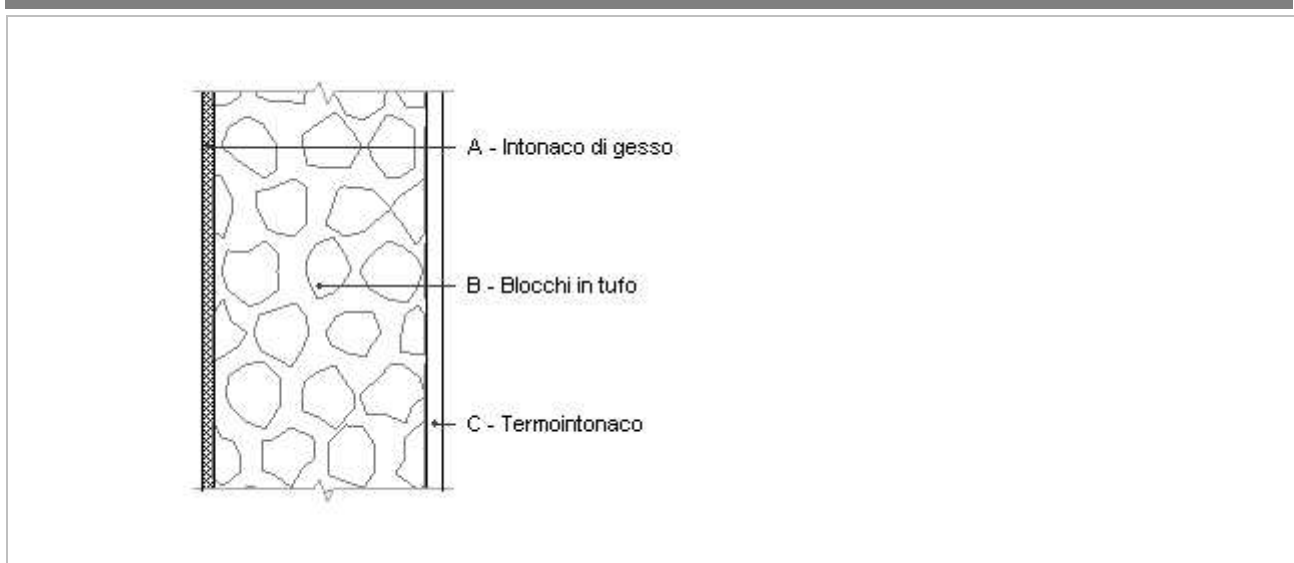 A - Intonaco di gesso
B - Blocchi in tufo
C - Termointonaco